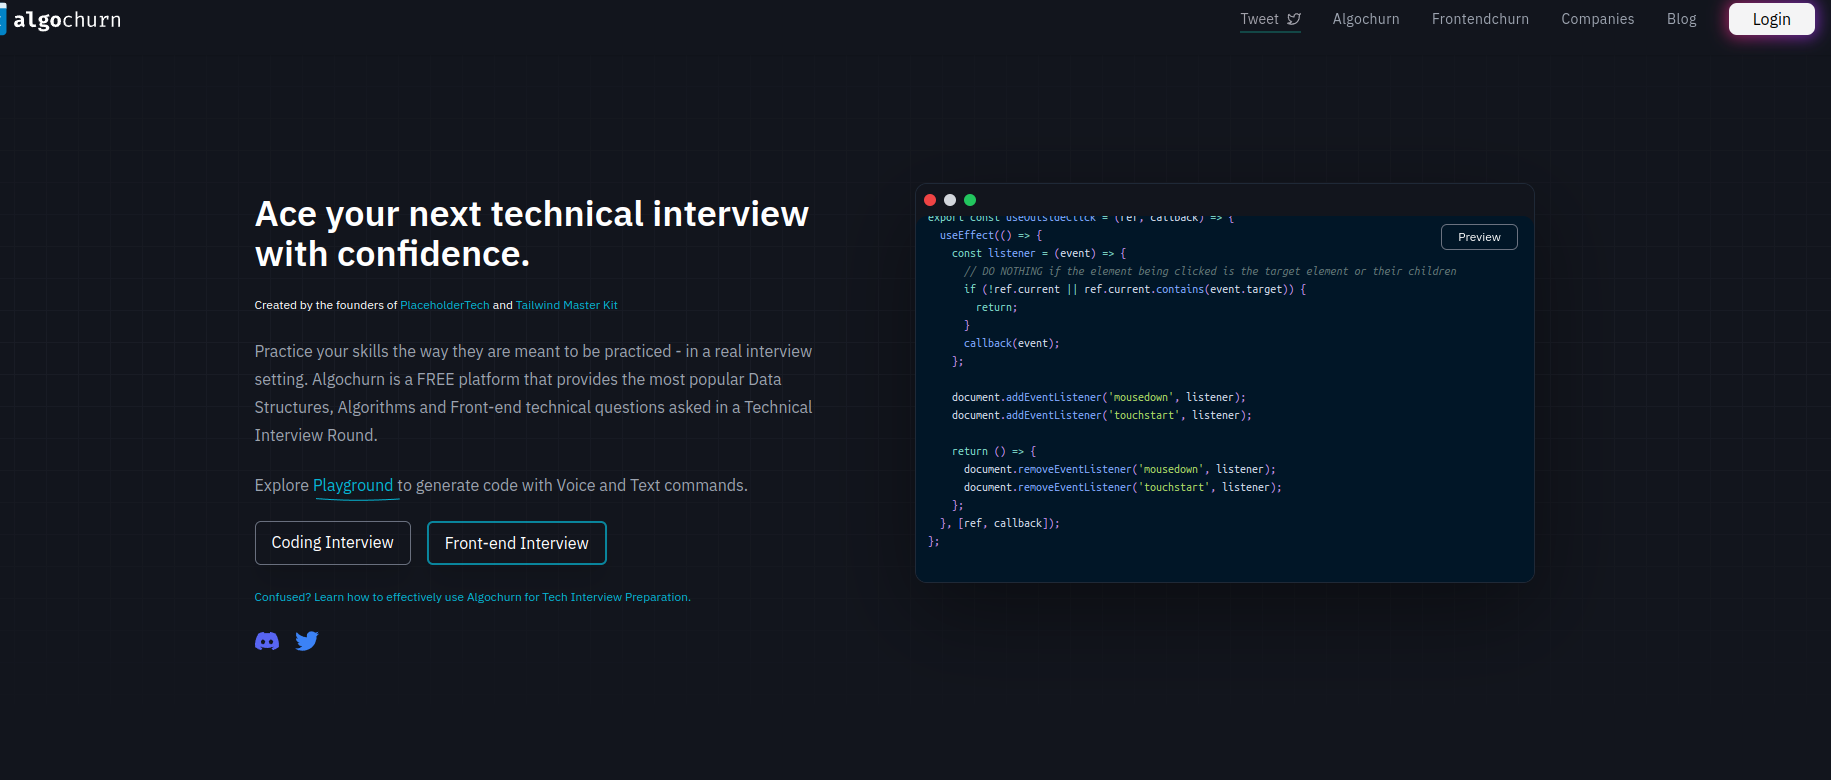 algochurn
Tweet Algochurn Frontendchurn Companies Blog Login
Ace your next technical interview
with confidence.
Created by the founders of PlaceholderTech and Tailwind Master Kit
Practice your skills the way they are meant to be practiced - in a real interview
setting. Algochurn is a FREE platform that provides the most popular Data
Structures, Algorithms and Front-end technical questions asked in a Technical
Interview Round.
Explore Playground to generate code with Voice and Text commands.
Coding Interview Front-end Interview
Confused? Learn how to effectively use Algochurn for Tech Interview Preparation.
export const useOutsideClick = (ref, callback) => {
Preview
useEffect(() => {
const listener = (event) => {
// DO NOTHING if the element being clicked is the target element or their children
if (!ref.current || ref.current.contains(event.target)) {
return;
}
callback(event);
};
document.addEventListener('mousedown', listener);
document.addEventListener('touchstart', listener);
return () => {
document.removeEventListener('mousedown', listener);
document.removeEventListener('touchstart', listener);
};
}, [ref, callback]);
};